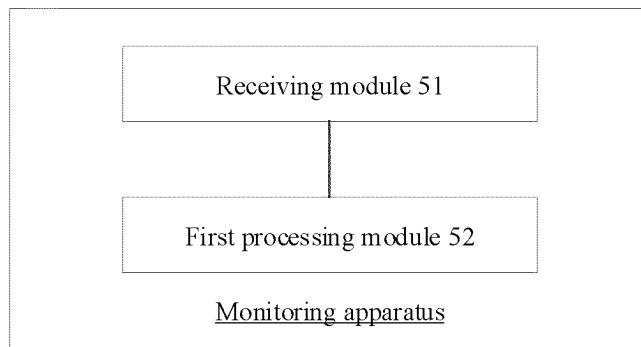 Receiving module 51
First processing module 52
Monitoring apparatus